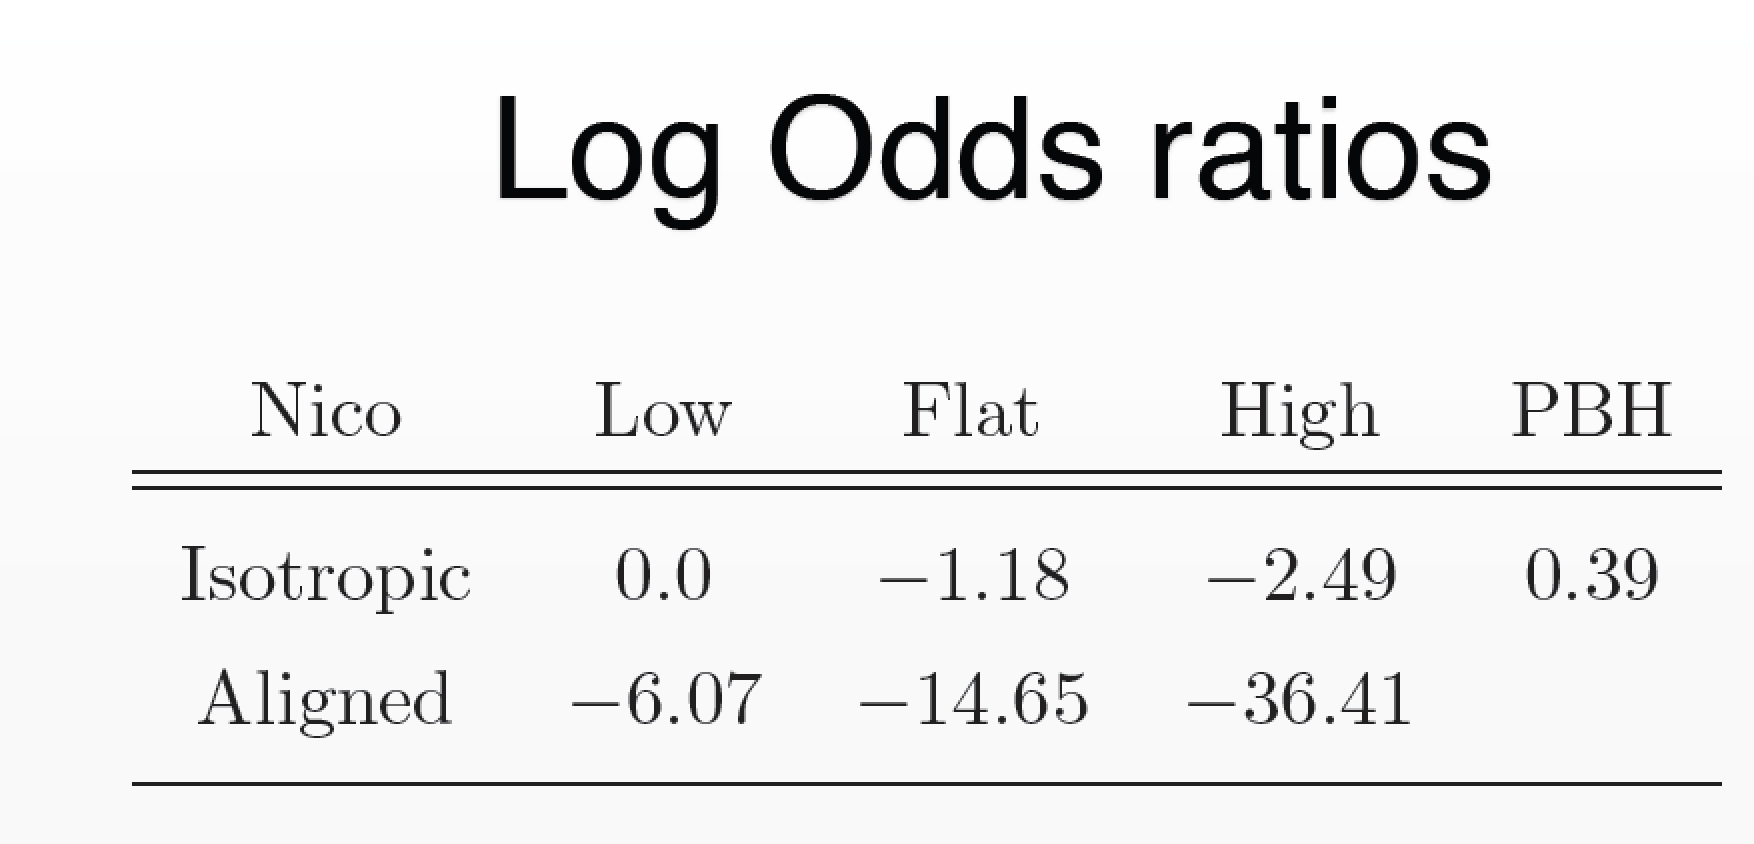 Log Odds ratios
Nico Low Flat High PBH
Isotropic 0.0 −1.18 −2.49 0.39
Aligned −6.07 −14.65 −36.41